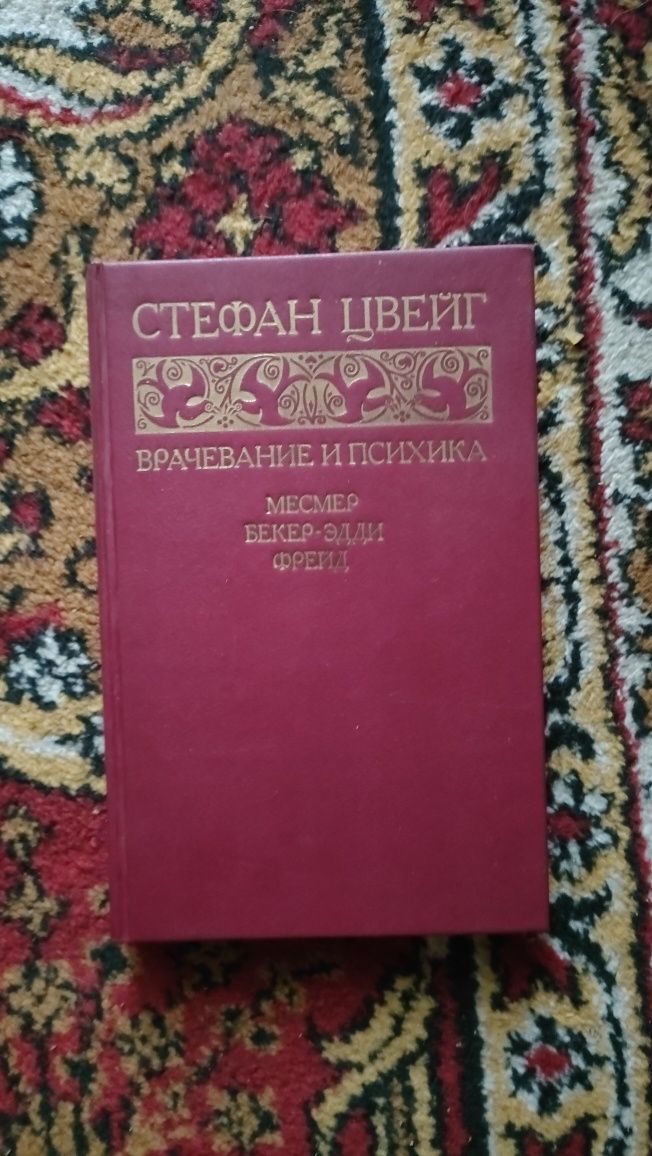 СТЕФАН ЦВЕЙГ
ВРАЧЕВАНИЕ И ПСИХИКА
МЕСМЕР
БЕКЕР-ЭДДИ
ФРЕЙД